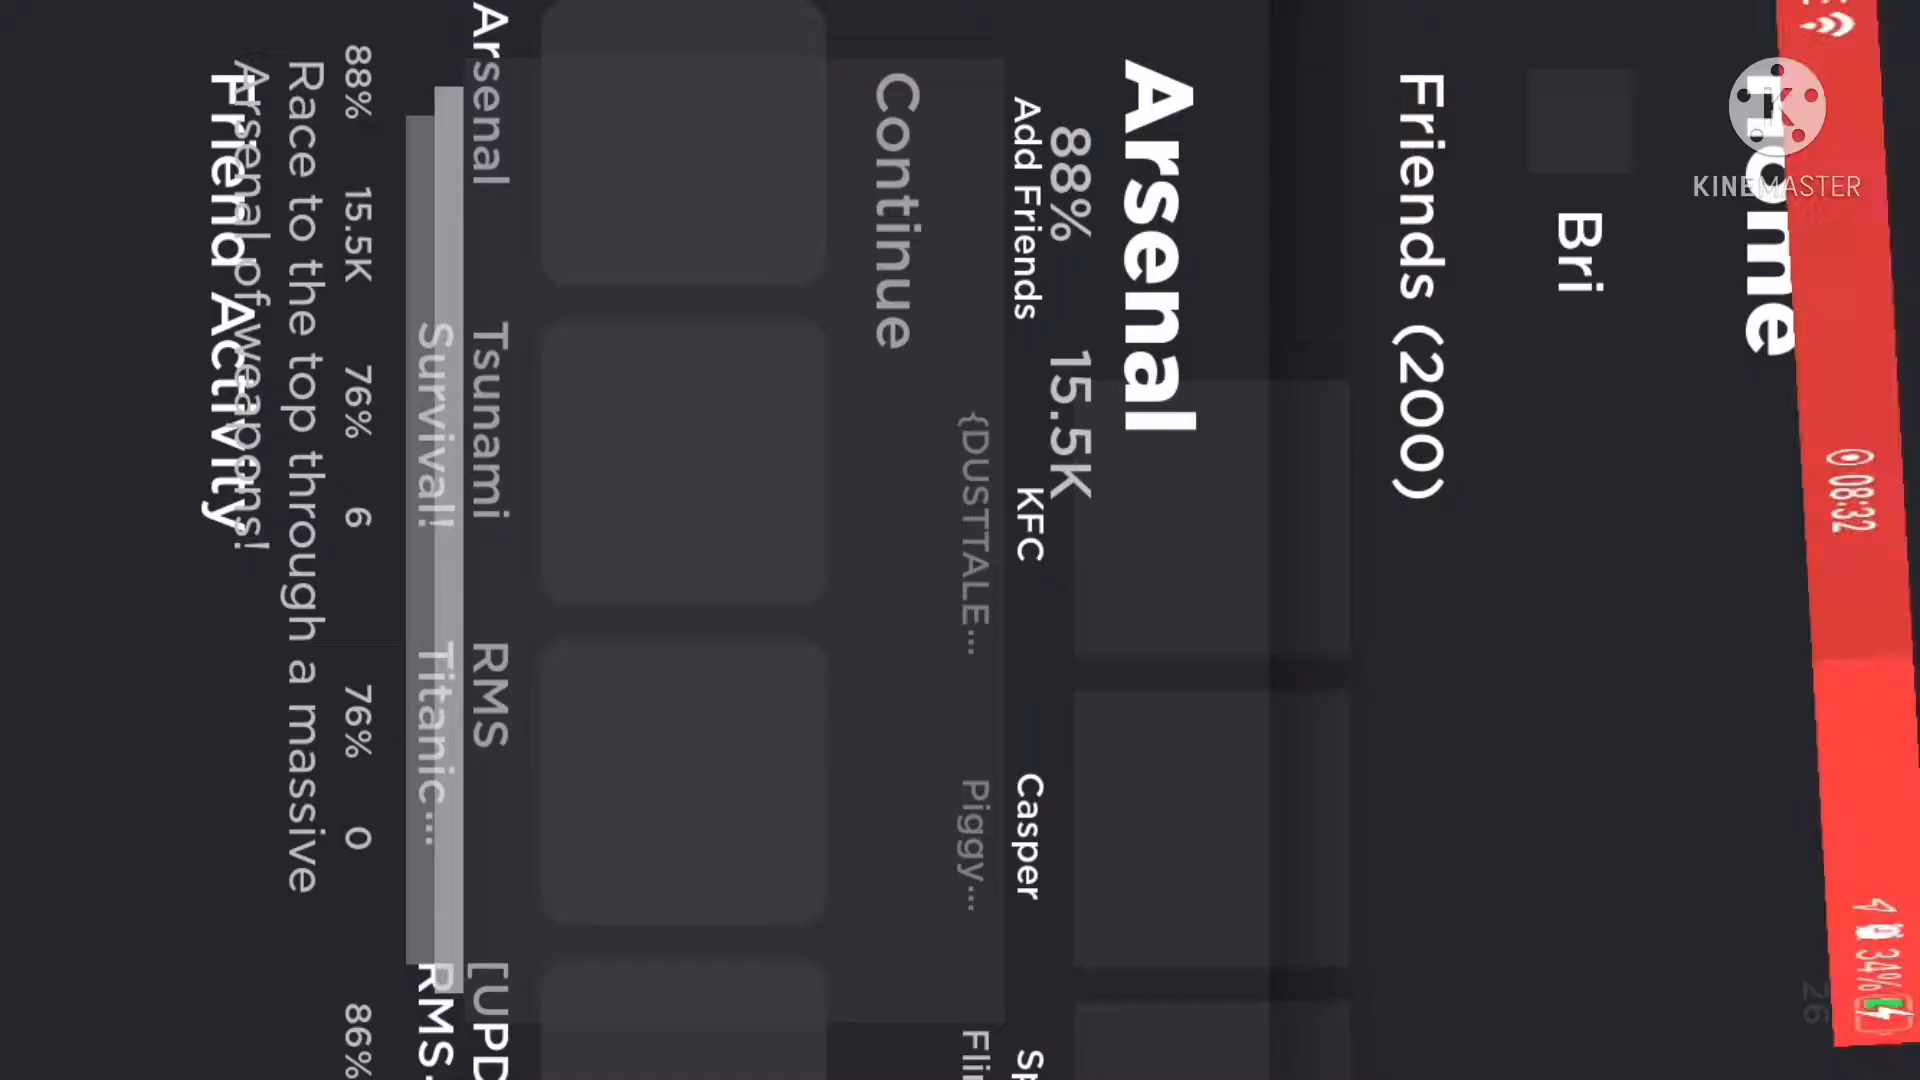 08:32
34%
Home
KINEMASTER
26
Bri
Friends (200)
Arsenal
88% 15.5K
Add Friends KFC Casper
{DUSTTALE... Piggy...
Continue
Arsenal Tsunami RMS [UPD
Survival! Titanic... RMS
88% 15.5K 76% 6 76% 0 86%
Race to the top through a massive
Arsenal of weapons!
Friend Activity